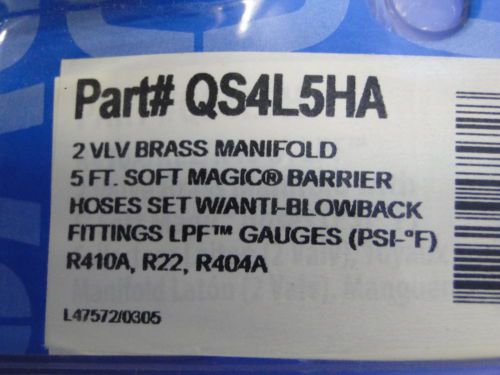 Part# QS4L5HA
2 VLV BRASS MANIFOLD
5 FT. SOFT MAGIC® BARRIER
HOSES SET W/ANTI-BLOWBACK
FITTINGS LPF™ GAUGES (PSI-°F)
R410A, R22, R404A
L47572/0305